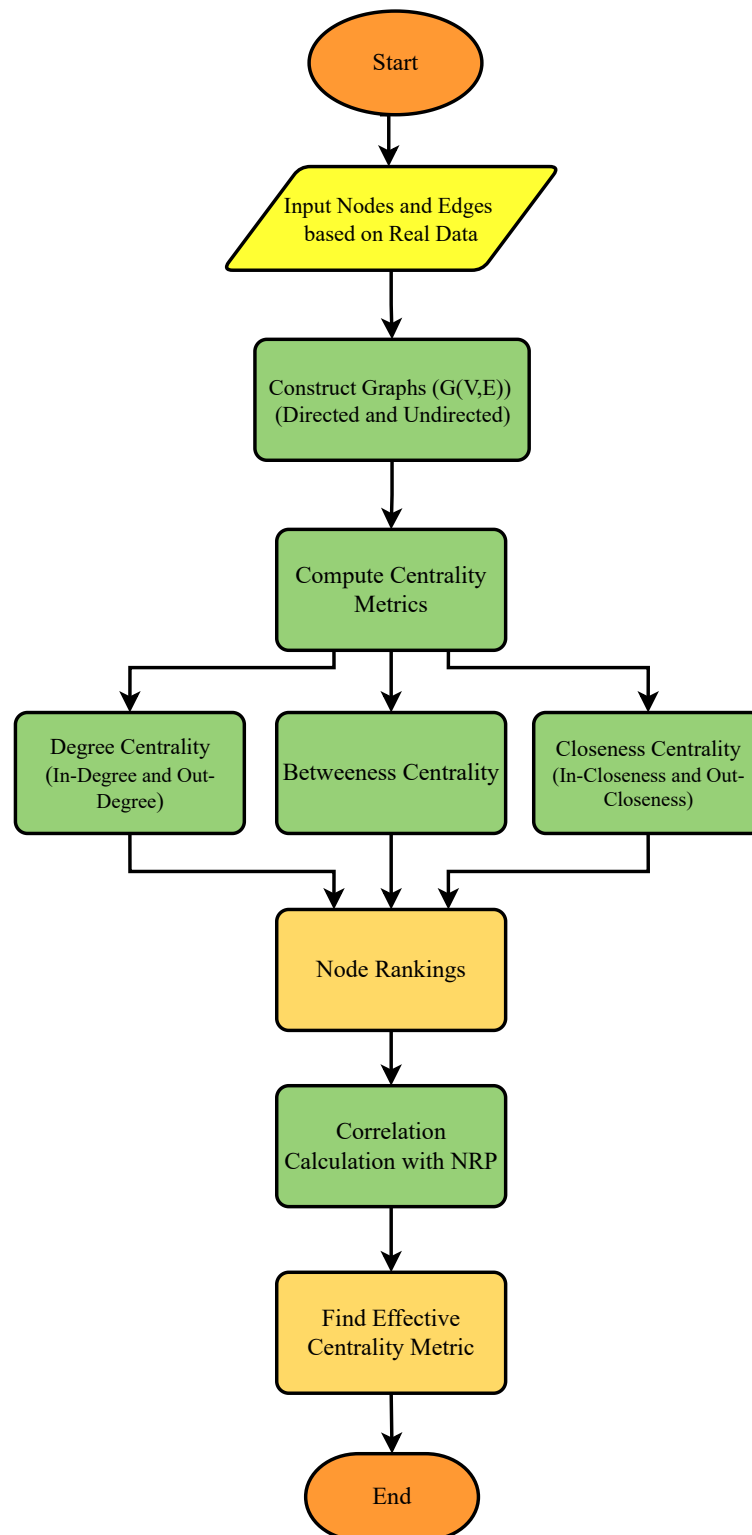 Start
Input Nodes and Edges
based on Real Data
Construct Graphs (G(V,E))
(Directed and Undirected)
Compute Centrality
Metrics
Degree Centrality
(In-Degree and Out-
Degree)
Betweeness Centrality
Closeness Centrality
(In-Closeness and Out-
Closeness)
Node Rankings
Correlation
Calculation with NRP
Find Effective
Centrality Metric
End